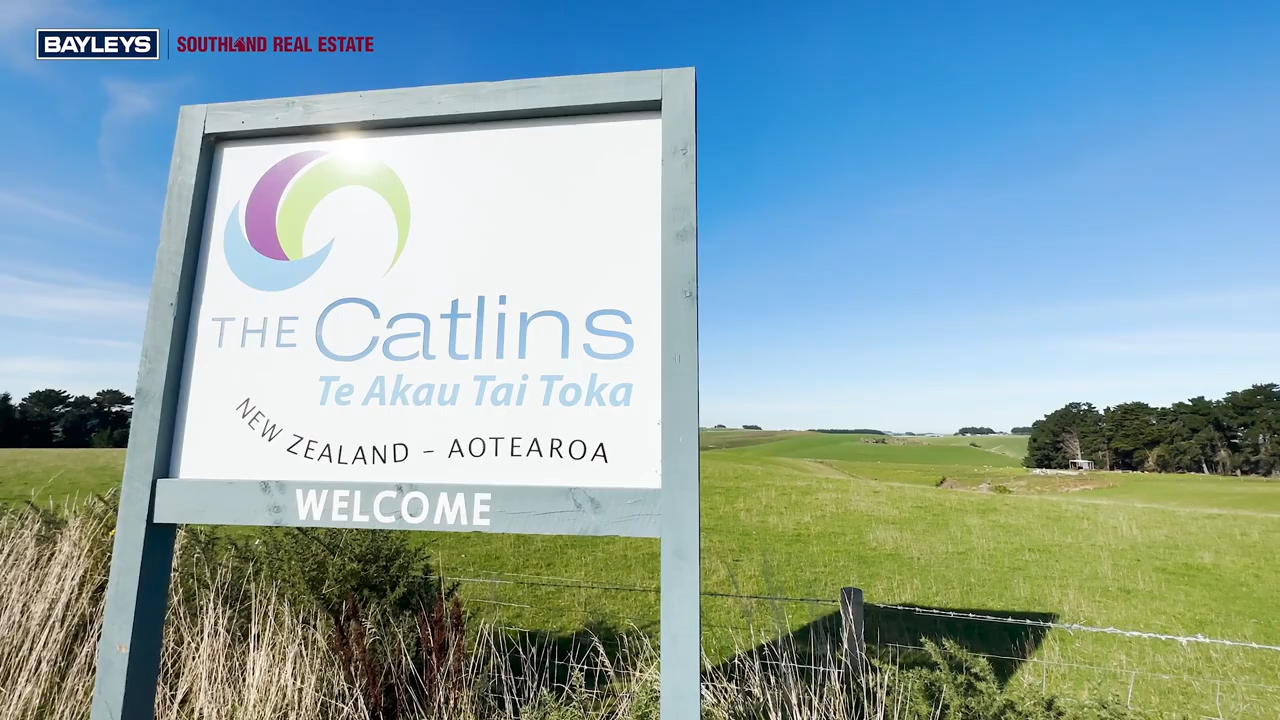 BAYLEYS SOUTHLAND REAL ESTATE
THE Catlins
Te Akau Tai Toka
NEW ZEALAND - AOTEAROA
WELCOME